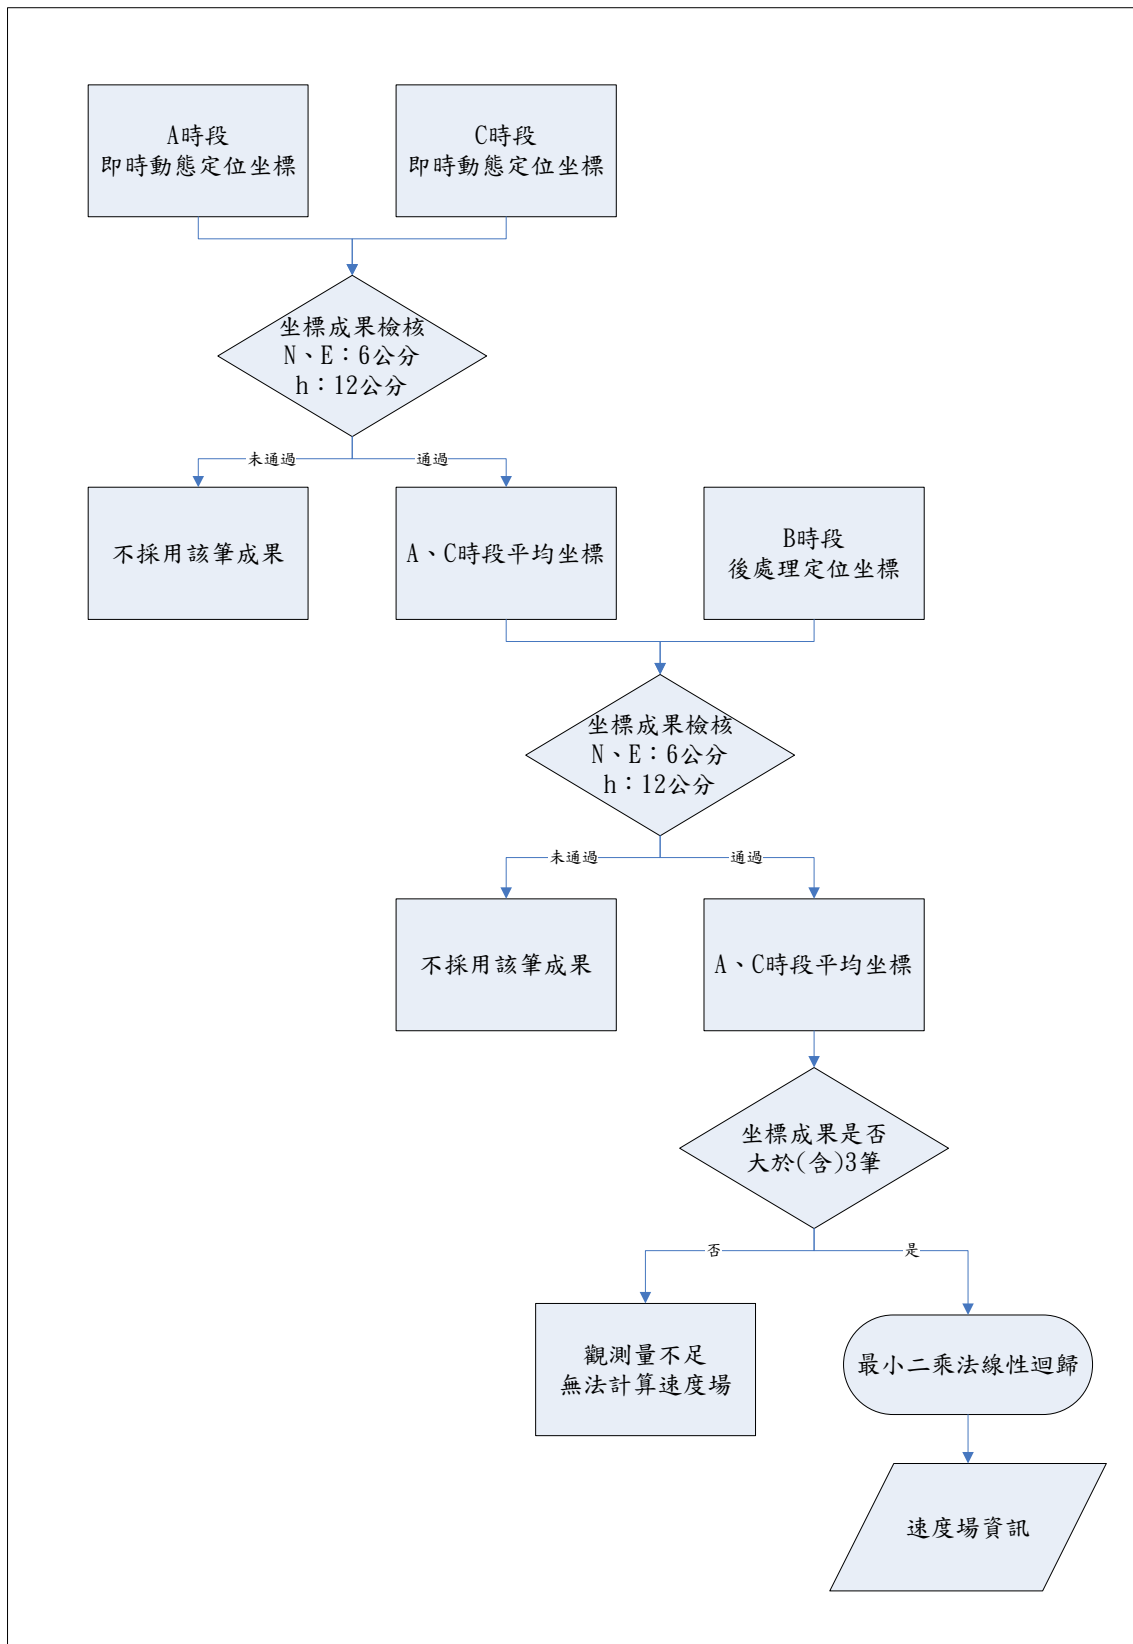 A時段
即時動態定位坐標
C時段
即時動態定位坐標
坐標成果檢核
N、E：6公分
h：12公分
未通過
通過
不採用該筆成果
A、C時段平均坐標
B時段
後處理定位坐標
坐標成果檢核
N、E：6公分
h：12公分
未通過
通過
不採用該筆成果
A、C時段平均坐標
坐標成果是否
大於(含)3筆
否
是
觀測量不足
無法計算速度場
最小二乘法線性迴歸
速度場資訊